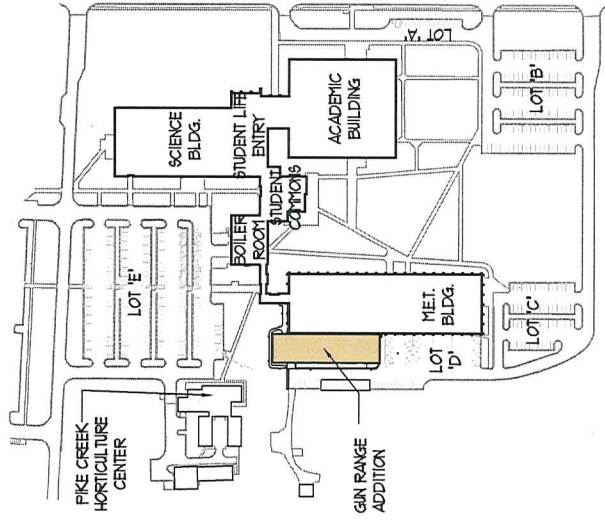 PIKE CREEK
HORTICULTURE
CENTER
LOT 'E'
SCIENCE
BLDG.
STUDENT LIFE
ENTRY
BOILER
ROOM
STUDENT
COMMONS
ACADEMIC
BUILDING
LOT 'A'
LOT 'B'
M.E.T.
BLDG.
LOT
'D'
LOT 'C'
GUN RANGE
ADDITION